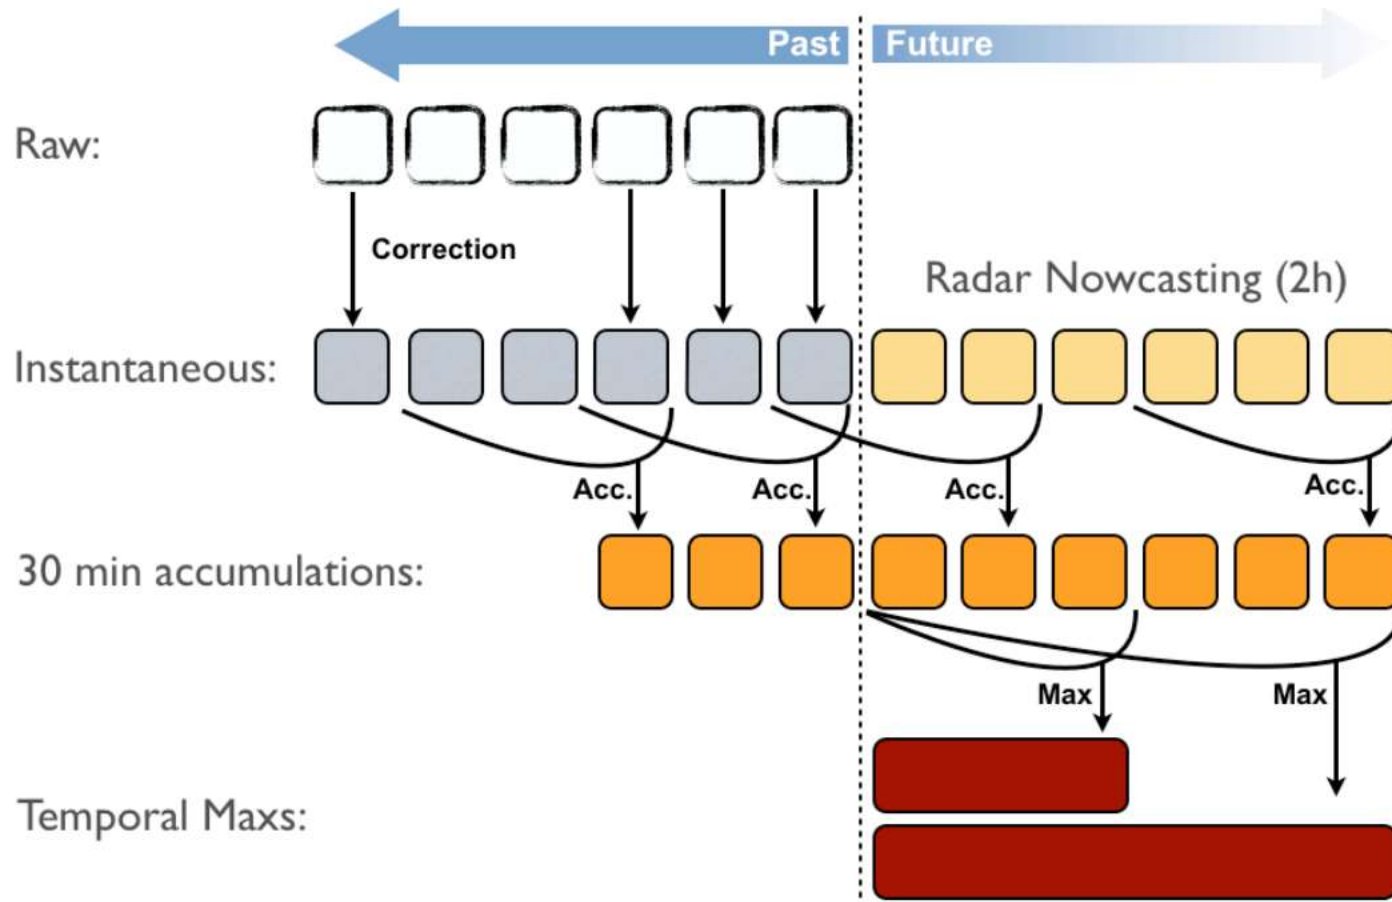 Past
Future
Raw:
Correction
Radar Nowcasting (2h)
Instantaneous:
Acc.
Acc.
Acc.
Acc.
30 min accumulations:
Max
Max
Temporal Maxs: